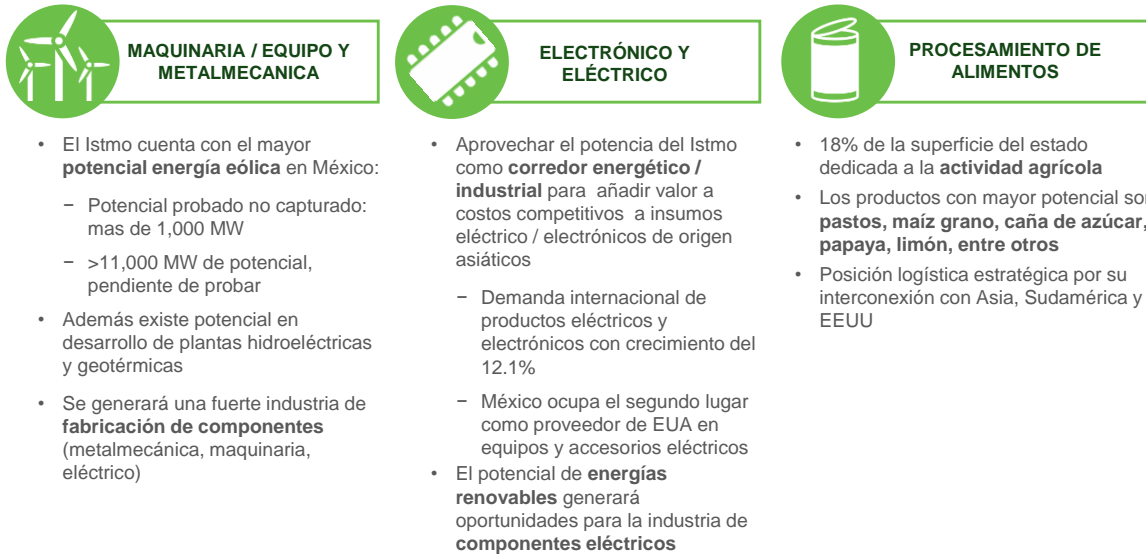 MAQUINARIA / EQUIPO Y
METALMECANICA
• El Istmo cuenta con el mayor
potencial energía eólica en México:
− Potencial probado no capturado:
mas de 1,000 MW
− >11,000 MW de potencial,
pendiente de probar
• Además existe potencial en
desarrollo de plantas hidroeléctricas
y geotérmicas
• Se generará una fuerte industria de
fabricación de componentes
(metalmecánica, maquinaria,
eléctrico)
ELECTRÓNICO Y
ELÉCTRICO
• Aprovechar el potencia del Istmo
como corredor energético /
industrial para añadir valor a
costos competitivos a insumos
eléctrico / electrónicos de origen
asiáticos
− Demanda internacional de
productos eléctricos y
electrónicos con crecimiento del
12.1%
− México ocupa el segundo lugar
como proveedor de EUA en
equipos y accesorios eléctricos
• El potencial de energías
renovables generará
oportunidades para la industria de
componentes eléctricos
PROCESAMIENTO DE
ALIMENTOS
• 18% de la superficie del estado
dedicada a la actividad agrícola
• Los productos con mayor potencial son
pastos, maíz grano, caña de azúcar,
papaya, limón, entre otros
• Posición logística estratégica por su
interconexión con Asia, Sudamérica y
EEUU